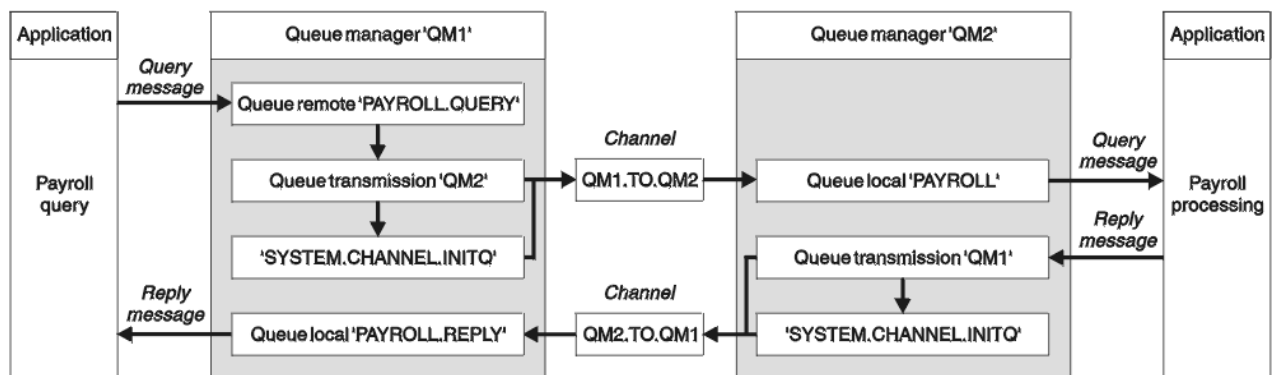 Application
Queue manager 'QM1'
Queue manager 'QM2'
Application
Query
message
Queue remote 'PAYROLL.QUERY'
Channel
Query
message
Payroll
query
Queue transmission 'QM2'
QM1.TO.QM2
Queue local 'PAYROLL'
Payroll
processing
Reply
message
'SYSTEM.CHANNEL.INITQ'
Queue transmission 'QM1'
Reply
message
Channel
Queue local 'PAYROLL.REPLY'
QM2.TO.QM1
'SYSTEM.CHANNEL.INITQ'